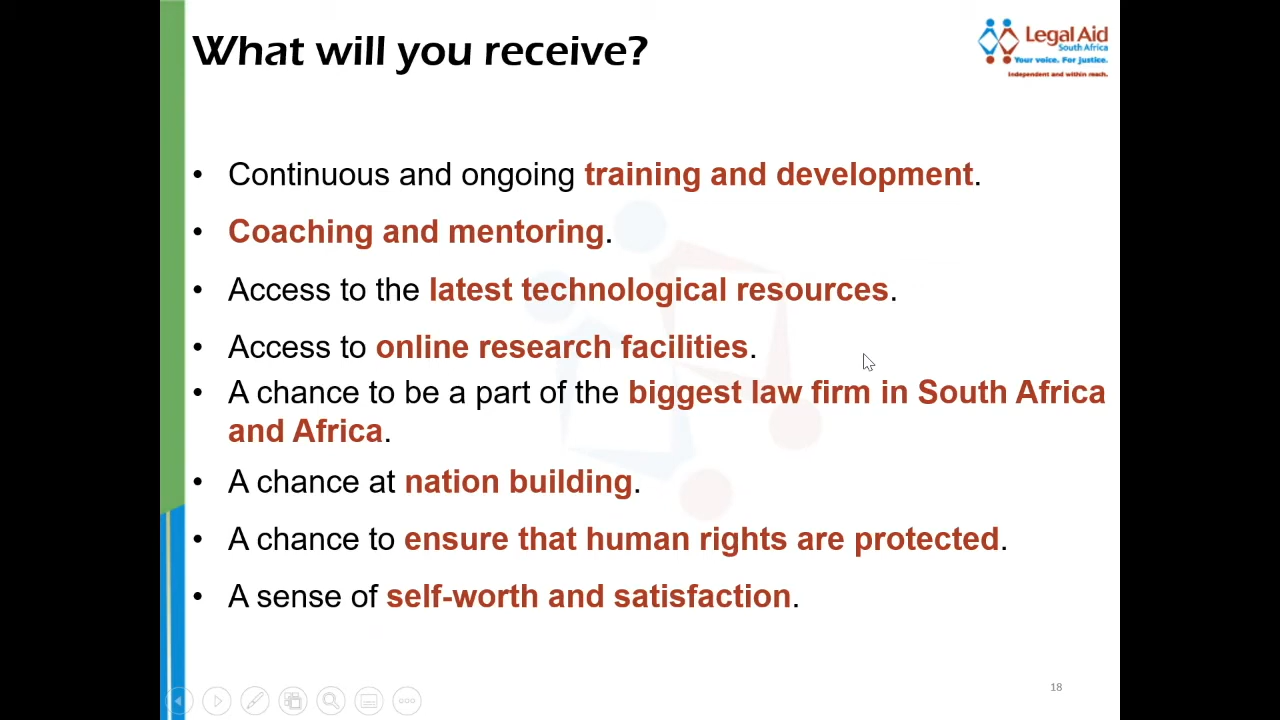 What will you receive?
Legal Aid
South Africa
Your voice. For justice.
Independent and within reach.
• Continuous and ongoing training and development.
• Coaching and mentoring.
• Access to the latest technological resources.
• Access to online research facilities.
• A chance to be a part of the biggest law firm in South Africa
and Africa.
• A chance at nation building.
• A chance to ensure that human rights are protected.
• A sense of self-worth and satisfaction.
18